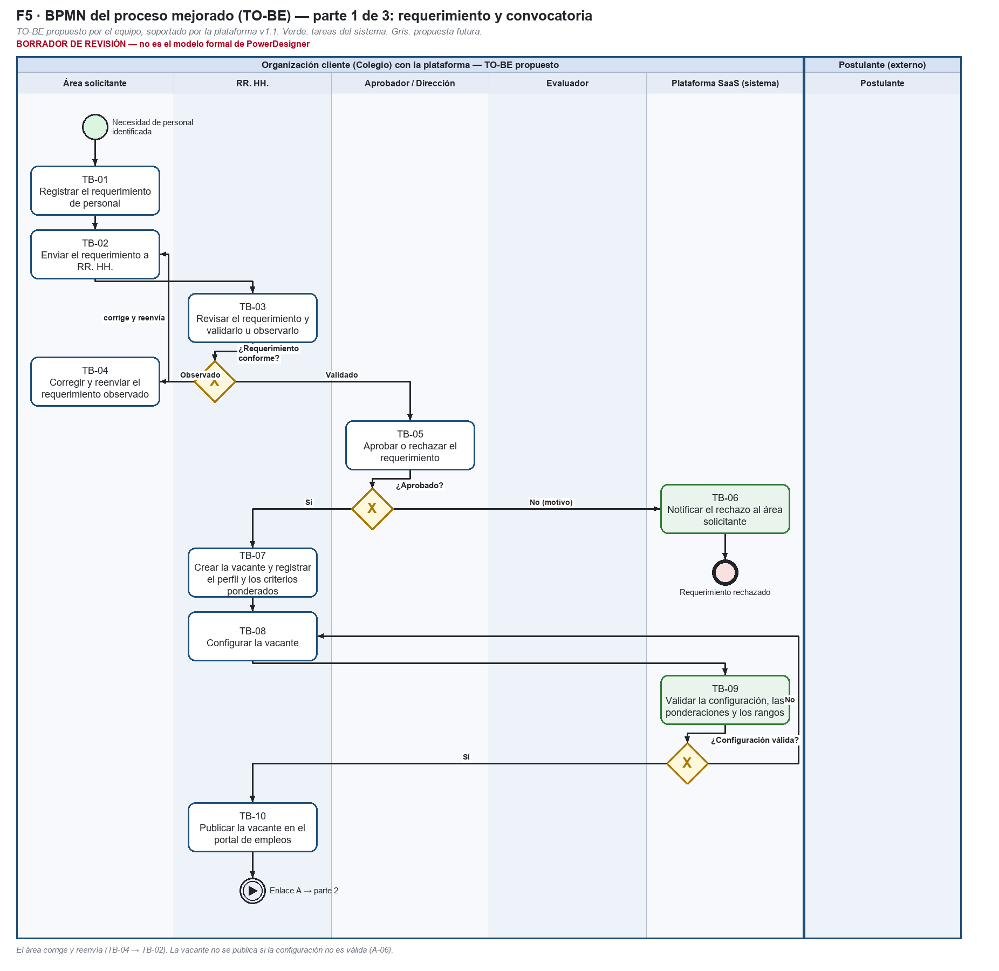 F5 · BPMN del proceso mejorado (TO-BE) — parte 1 de 3: requerimiento y convocatoria
TO-BE propuesto por el equipo, soportado por la plataforma v1.1. Verde: tareas del sistema. Gris: propuesta futura.
BORRADOR DE REVISIÓN — no es el modelo formal de PowerDesigner
Organización cliente (Colegio) con la plataforma — TO-BE propuesto
Postulante (externo)
Área solicitante
RR. HH.
Aprobador / Dirección
Evaluador
Plataforma SaaS (sistema)
Postulante
Necesidad de personal
identificada
TB-01
Registrar el requerimiento
de personal
TB-02
Enviar el requerimiento a
RR. HH.
TB-03
Revisar el requerimiento y
validarlo u observarlo
corrige y reenvía
¿Requerimiento
conforme?
TB-04
Corregir y reenviar el
requerimiento observado
Observado
X
Validado
TB-05
Aprobar o rechazar el
requerimiento
¿Aprobado?
Sí
X
No (motivo)
TB-06
Notificar el rechazo al área
solicitante
Requerimiento rechazado
TB-07
Crear la vacante y registrar
el perfil y los criterios
ponderados
TB-08
Configurar la vacante
TB-09
Validar la configuración, las
ponderaciones y los rangos
No
¿Configuración válida?
Sí
X
TB-10
Publicar la vacante en el
portal de empleos
Enlace A → parte 2
El área corrige y reenvía (TB-04 → TB-02). La vacante no se publica si la configuración no es válida (A-06).